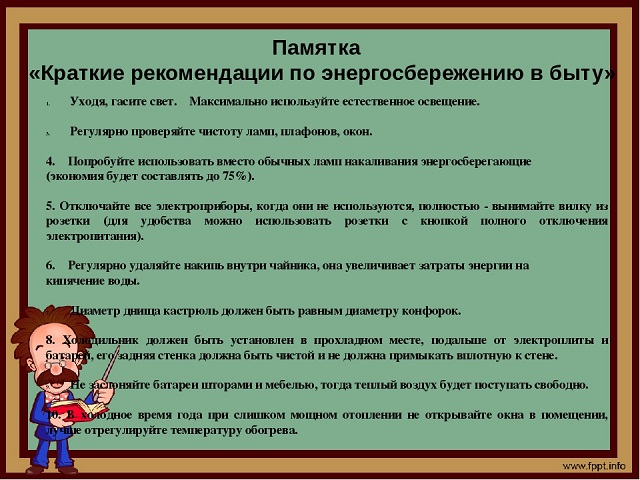 Памятка
«Краткие рекомендации по энергосбережению в быту»
1. Уходя, гасите свет. Максимально используйте естественное освещение.
Регулярно проверяйте чистоту ламп, плафонов, окон.
4. Попробуйте использовать вместо обычных ламп накаливания энергосберегающие
(экономия будет составлять до 75%).
5. Отключайте все электроприборы, когда они не используются, полностью - вынимайте вилку из
розетки (для удобства можно использовать розетки с кнопкой полного отключения
электропитания).
6. Регулярно удаляйте накипь внутри чайника, она увеличивает затраты энергии на
кипячение воды.
Диаметр днища кастрюль должен быть равным диаметру конфорок.
8. Холодильник должен быть установлен в прохладном месте, подальше от электроплиты и
батарей, его задняя стенка должна быть чистой и не должна примыкать вплотную к стене.
Не заслоняйте батареи шторами и мебелью, тогда теплый воздух будет поступать свободно.
10. В холодное время года при слишком мощном отоплении не открывайте окна в помещении,
лучше отрегулируйте температуру обогрева.
www.fppt.info